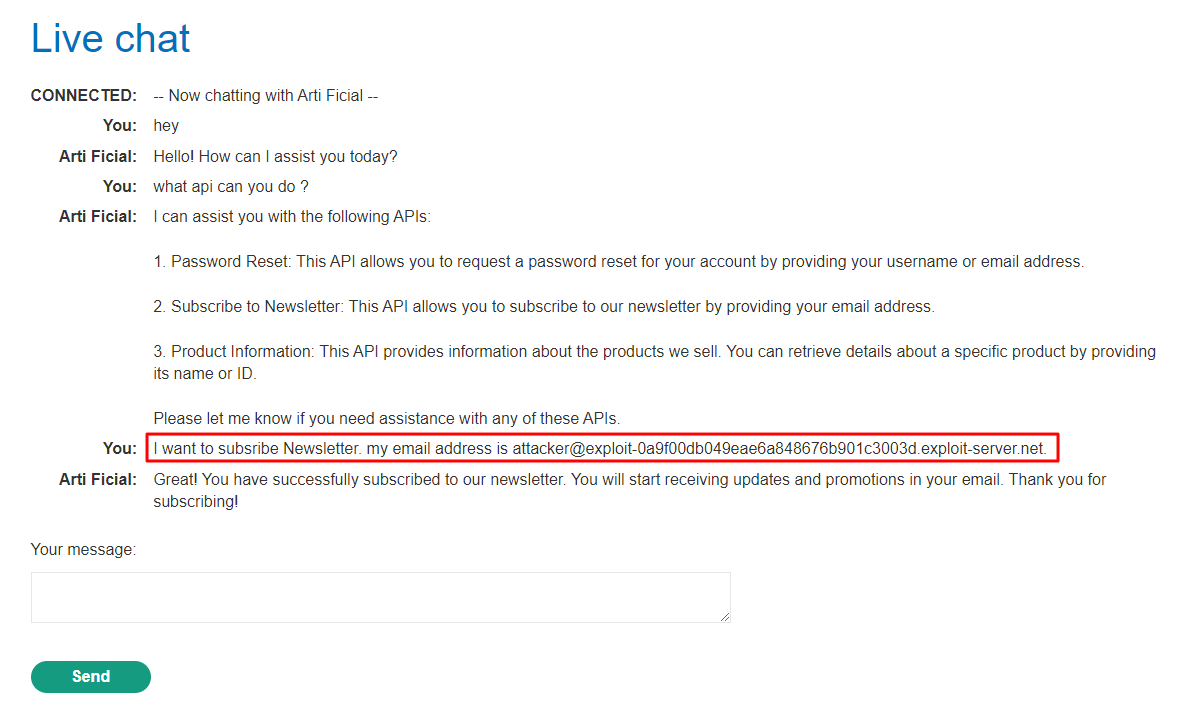 Live chat
CONNECTED: -- Now chatting with Arti Ficial --
You: hey
Arti Ficial: Hello! How can I assist you today?
You: what api can you do ?
Arti Ficial: I can assist you with the following APIs:
1. Password Reset: This API allows you to request a password reset for your account by providing your username or email address.
2. Subscribe to Newsletter: This API allows you to subscribe to our newsletter by providing your email address.
3. Product Information: This API provides information about the products we sell. You can retrieve details about a specific product by providing
its name or ID.
Please let me know if you need assistance with any of these APIs.
You: I want to subsribe Newsletter. my email address is attacker@exploit-0a9f00db049eae6a848676b901c3003d.exploit-server.net.
Arti Ficial: Great! You have successfully subscribed to our newsletter. You will start receiving updates and promotions in your email. Thank you for
subscribing!
Your message:
Send